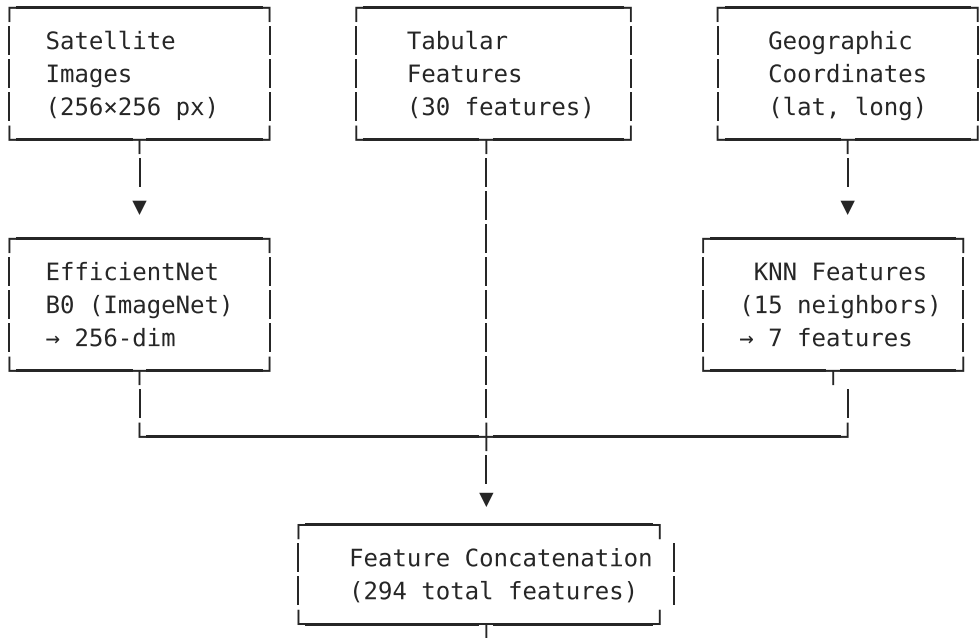 Satellite
Images
(256×256 px)
Tabular
Features
(30 features)
Geographic
Coordinates
(lat, long)
EfficientNet
B0 (ImageNet)
→ 256-dim
KNN Features
(15 neighbors)
→ 7 features
Feature Concatenation
(294 total features)